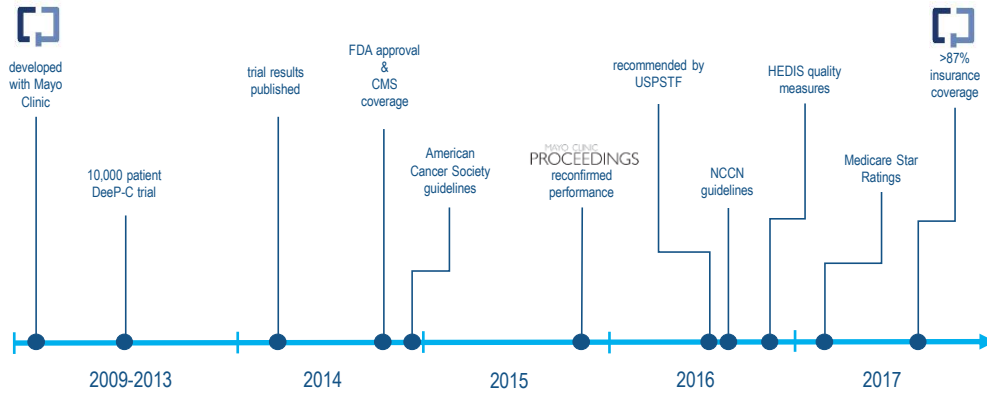 developed
with Mayo
Clinic
10,000 patient
DeeP-C trial
trial results
published
FDA approval
&
CMS
coverage
American
Cancer Society
guidelines
MAYO CLINIC
PROCEEDINGS
reconfirmed
performance
recommended by
USPSTF
NCCN
guidelines
HEDIS quality
measures
Medicare Star
Ratings
>87%
insurance
coverage
2009-2013
2014
2015
2016
2017